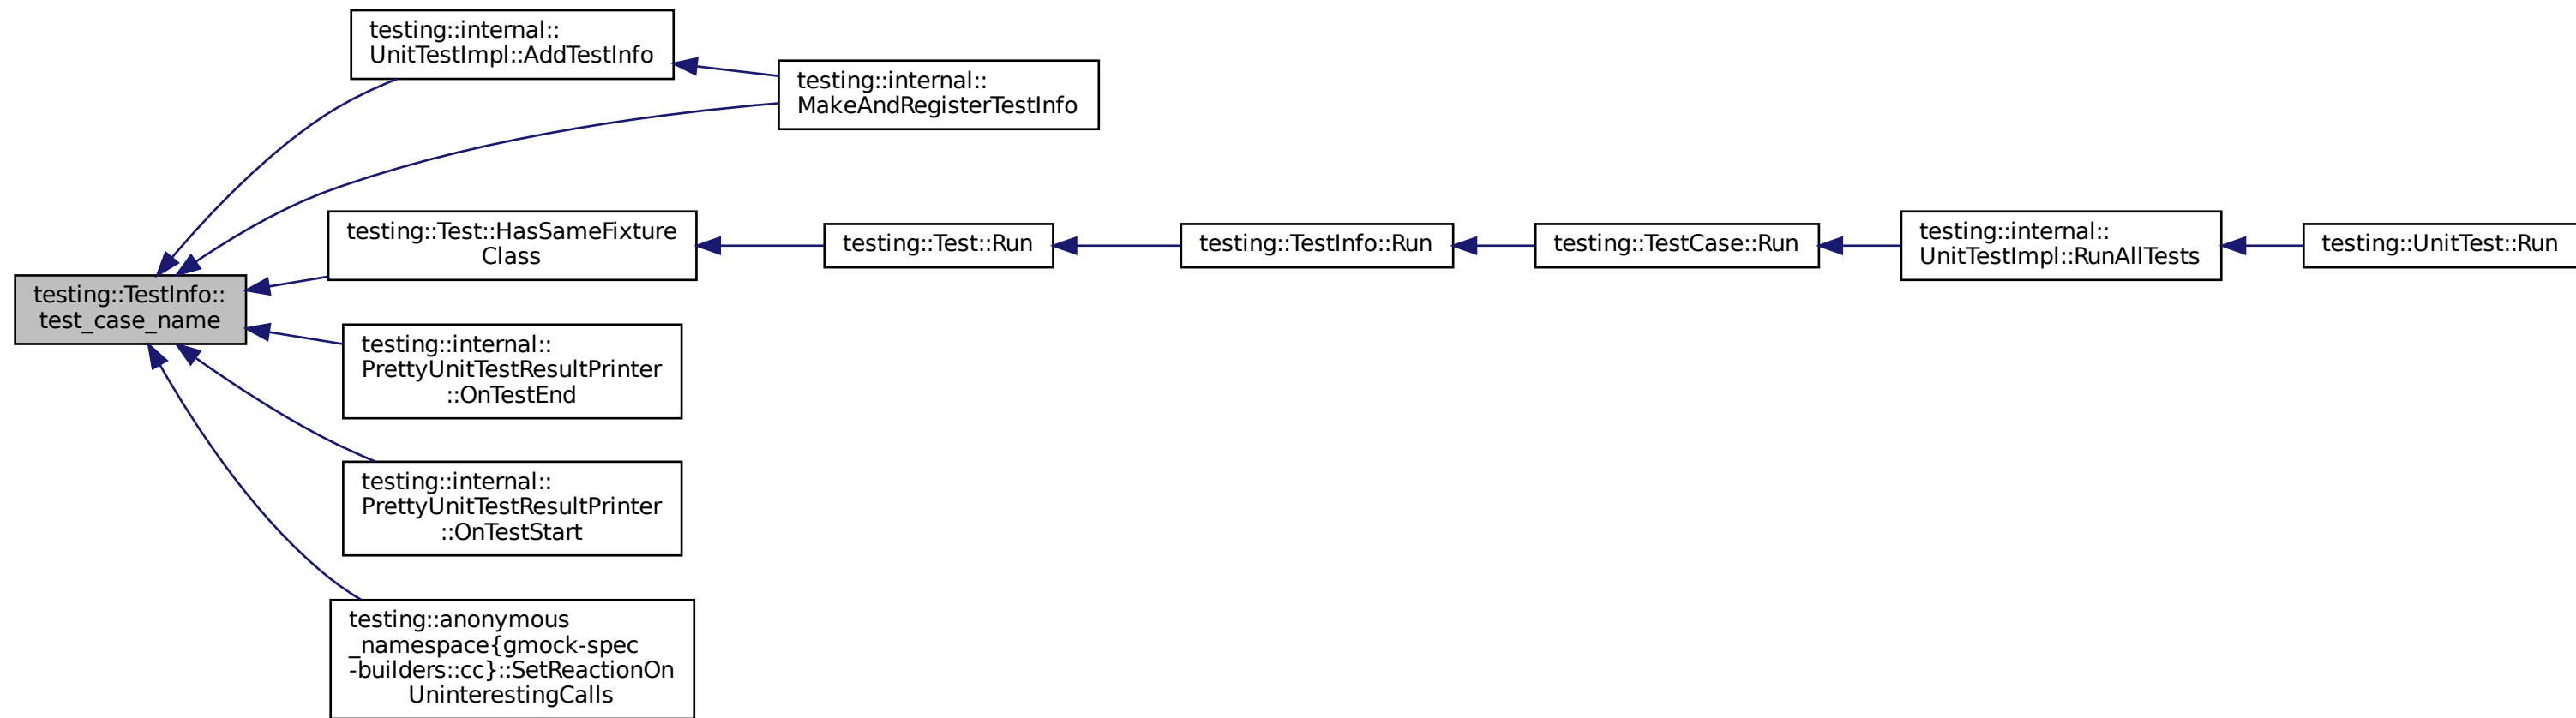 testing::internal::
UnitTestImpl::AddTestInfo
testing::internal::
MakeAndRegisterTestInfo
testing::Test::HasSameFixture
Class
testing::Test::Run
testing::TestInfo::Run
testing::TestCase::Run
testing::internal::
UnitTestImpl::RunAllTests
testing::UnitTest::Run
testing::TestInfo::
test_case_name
testing::internal::
PrettyUnitTestResultPrinter
::OnTestEnd
testing::internal::
PrettyUnitTestResultPrinter
::OnTestStart
testing::anonymous
_namespace{gmock-spec
-builders::cc}::SetReactionOn
UninterestingCalls